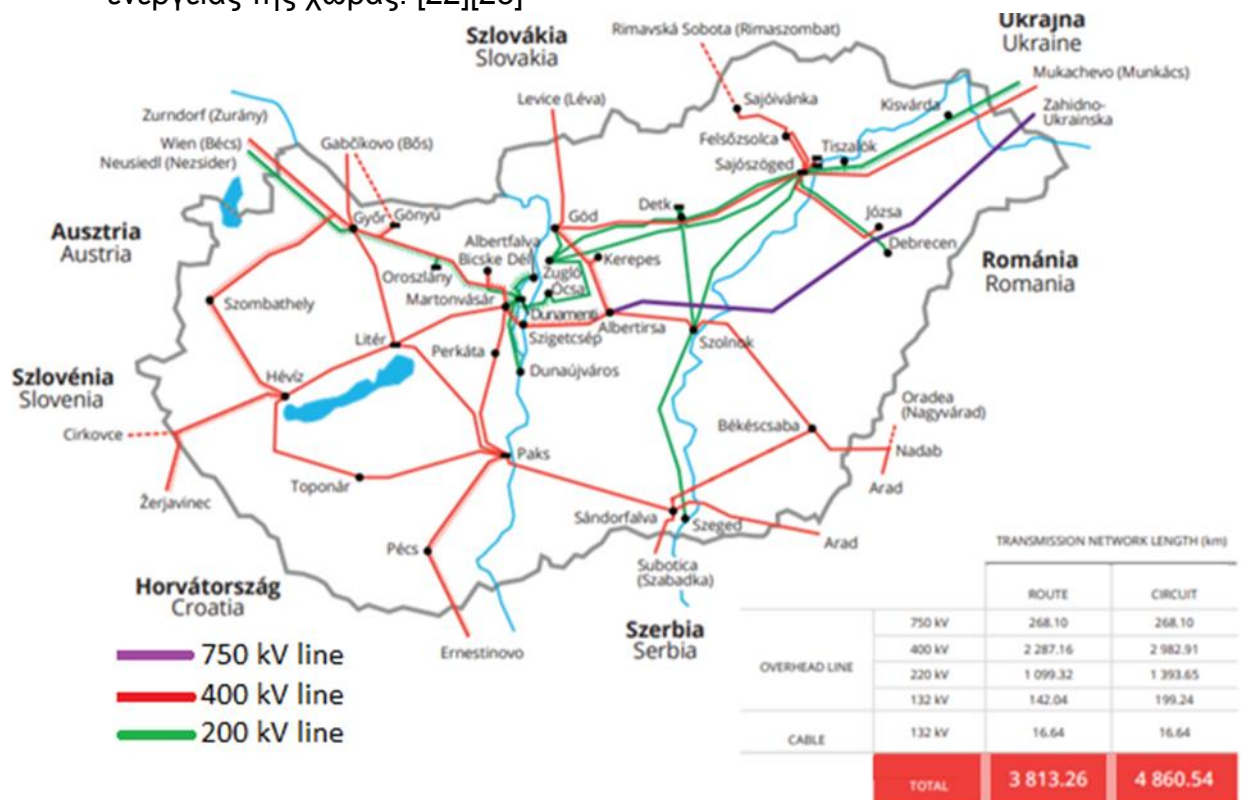 ενέργειας της χώρας. [22][23]
Szlovákia
Slovakia
Rimavská Sobota (Rimaszombat)
Ukrajna
Ukraine
Mukachevo (Munkács)
Levice (Léva)
Sajóivánka
Kisvárda
Zahidno-
Ukrainska
Zurndorf (Zurány)
Wien (Bécs)
Neusiedl (Nezsider)
Gabčíkovo (Bős)
Felsőzsolca
Sajószöged
Tiszalök
Ausztria
Austria
Győr
Gönyű
Gód
Detk
Józsa
Debrecen
Albertfalva
Bicske Dél
Zugló
Kerepes
Románia
Romania
Oroszlány
Ócsa
Szombathely
Martonvásár
Dunamenti
Albertirsa
Szigetcsép
Szolnok
Litér
Perkáta
Dunaújváros
Szlovénia
Slovenia
Hévíz
Oradea
(Nagyvárad)
Cirkovce
Békéscsaba
Nadab
Paks
Toponár
Arad
Žerjavinec
Sándorfalva
Szeged
Arad
Pécs
Subotica
(Szabadka)
Horvátország
Croatia
Szerbia
Serbia
Ernestinovo
750 kV line
400 kV line
200 kV line
TRANSMISSION NETWORK LENGTH (km)
ROUTE CIRCUIT
OVERHEAD LINE
750 kV 268.10 268.10
400 kV 2 287.16 2 982.91
220 kV 1 099.32 1 393.65
132 kV 142.04 199.24
CABLE 132 kV 16.64 16.64
TOTAL 3 813.26 4 860.54